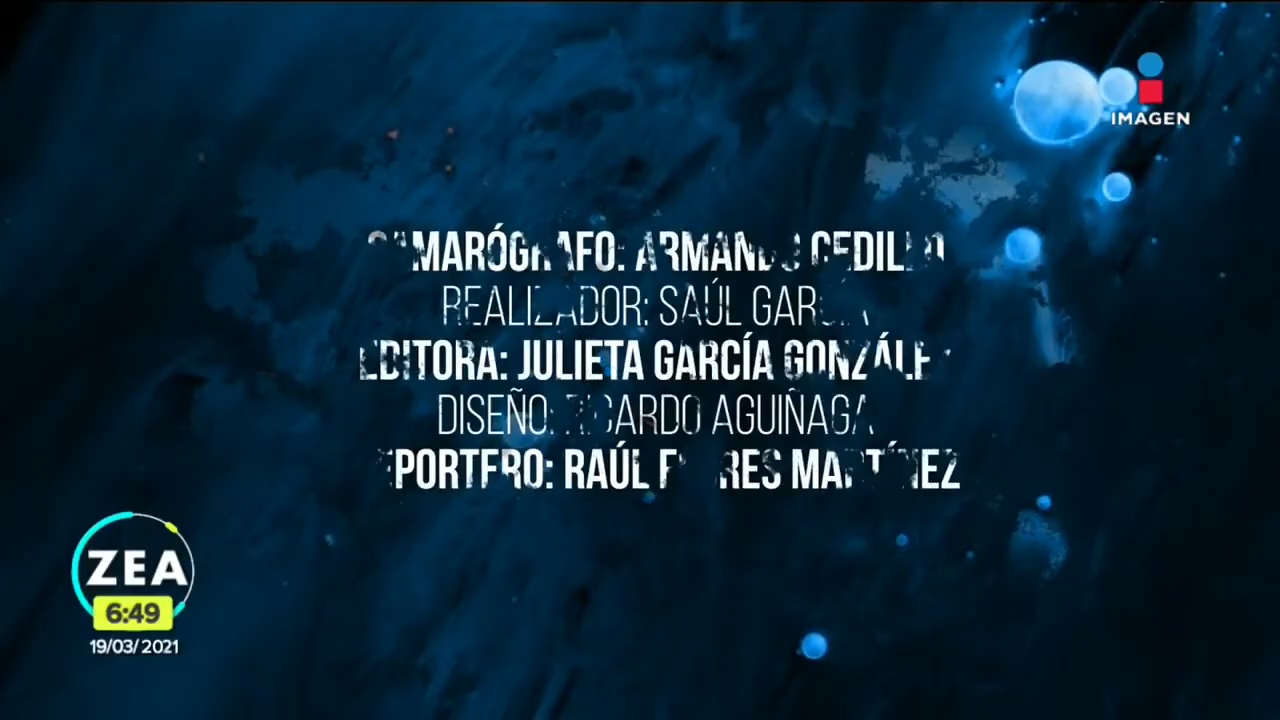 IMAGEN
CAMARÓGRAFO: ARMANDO CEDILLO
REALIZADOR: SAÚL GARCÍA
EDITORA: JULIETA GARCÍA GONZÁLEZ
DISEÑO: RICARDO AGUIÑAGA
REPORTERO: RAÚL FLORES MARTÍNEZ
ZEA
6:49
19/03/2021